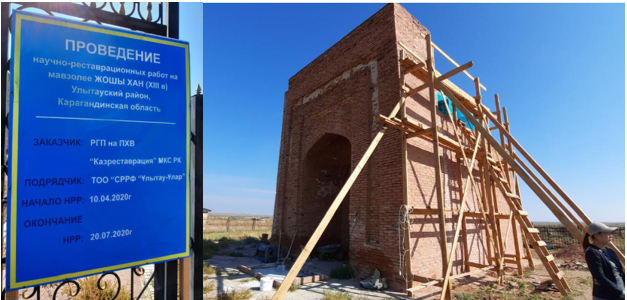 ПРОВЕДЕНИЕ
научно-реставрационных работ на
мавзолее ЖОШЫ ХАН (XIII в)
Улытауский район,
Карагандинская область
ЗАКАЗЧИК: РГП на ПХВ
"Казреставрация" МКС РК
ПОДРЯДЧИК: ТОО "СРРФ "Ұлытау-Ұлар"
НАЧАЛО НРР: 10.04.2020г
ОКОНЧАНИЕ
НРР: 20.07.2020г